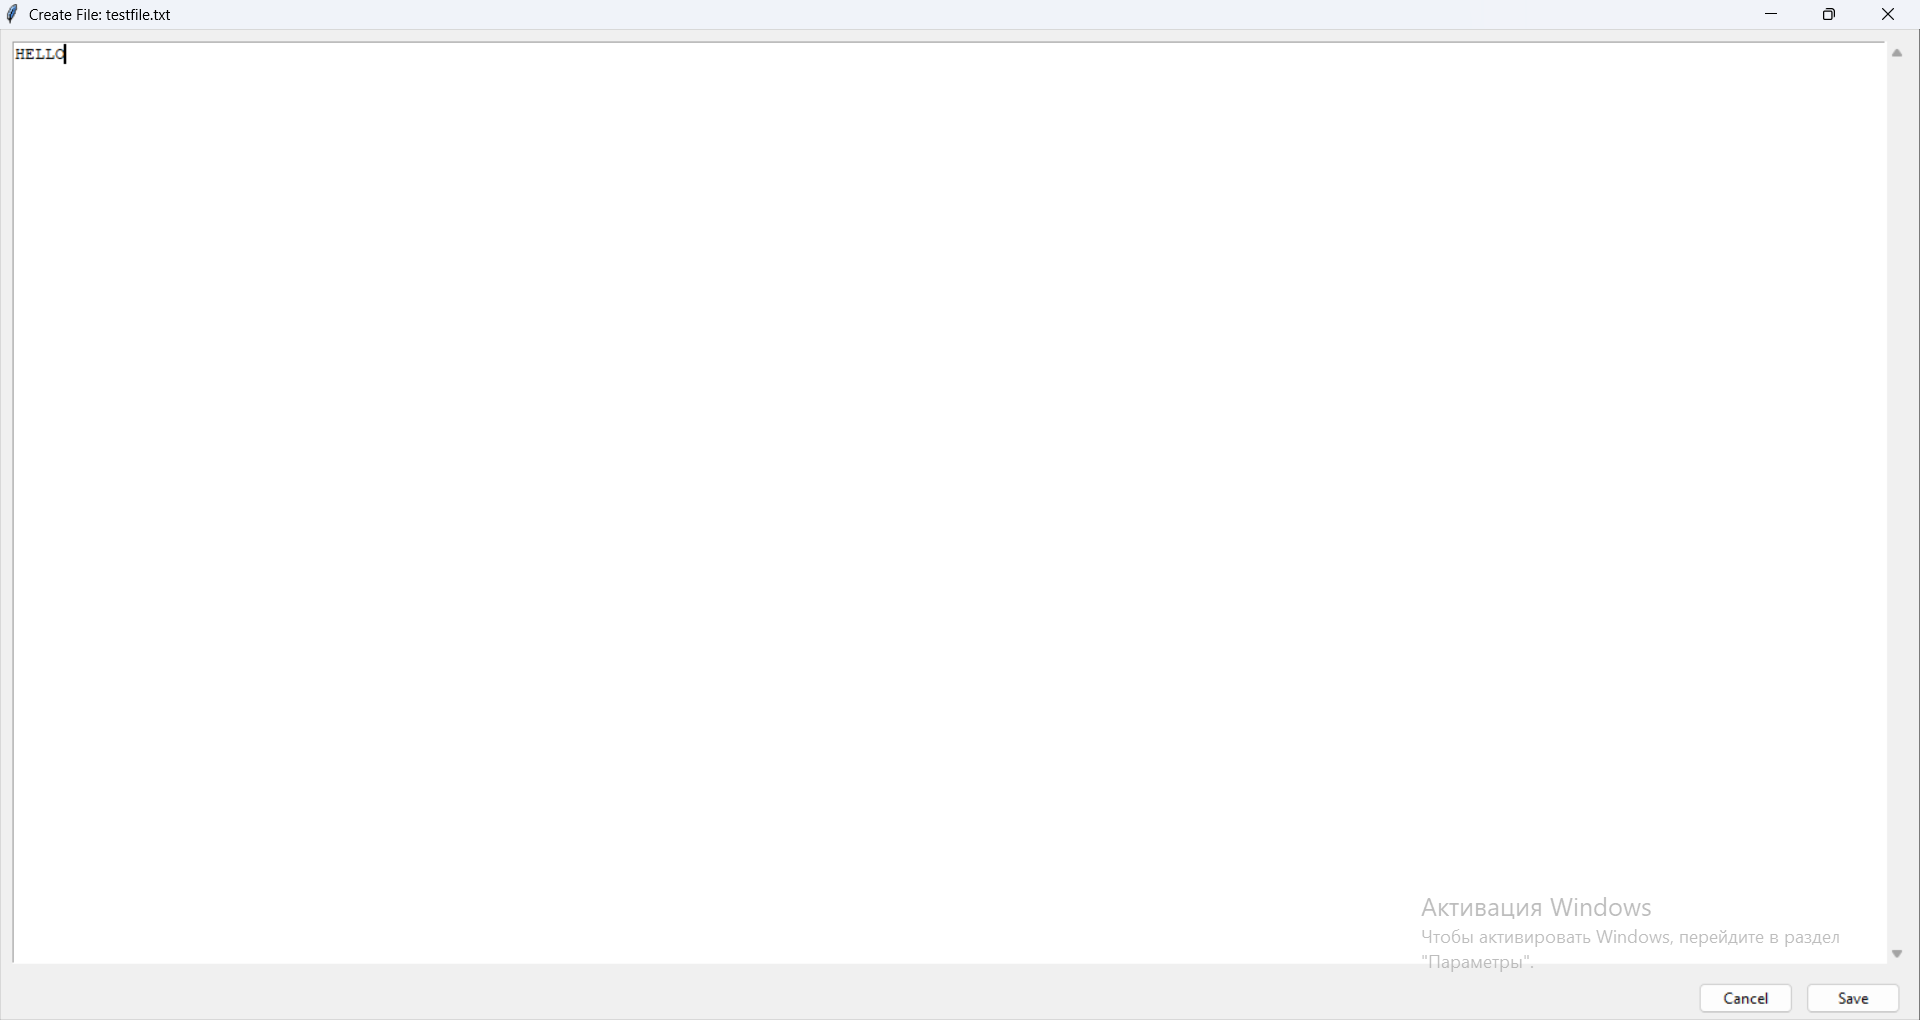 Create File: testfile.txt
HELLO
Активация Windows
Чтобы активировать Windows, перейдите в раздел
"Параметры".
Cancel Save